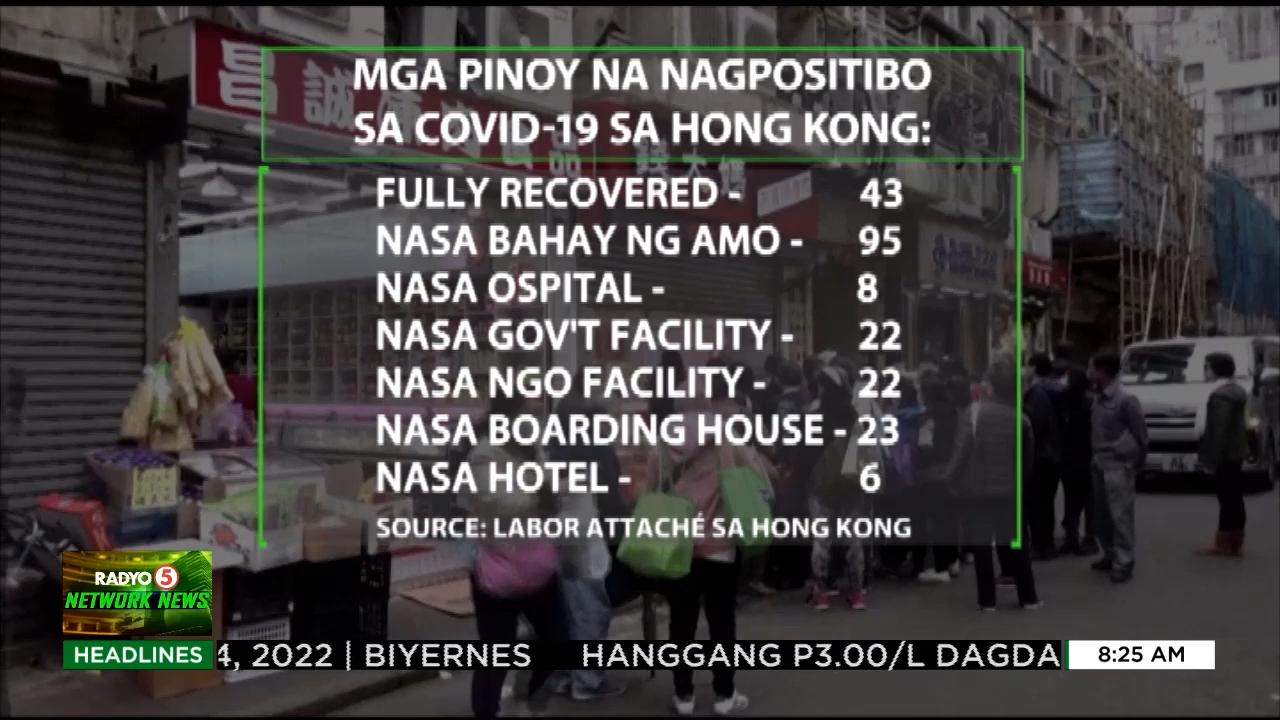 MGA PINOY NA NAGPOSITIBO
SA COVID-19 SA HONG KONG:
FULLY RECOVERED - 43
NASA BAHAY NG AMO - 95
NASA OSPITAL - 8
NASA GOV'T FACILITY - 22
NASA NGO FACILITY - 22
NASA BOARDING HOUSE - 23
NASA HOTEL - 6
SOURCE: LABOR ATTACHÉ SA HONG KONG
RADYO 5
NETWORK NEWS
HEADLINES 4, 2022 | BIYERNES HANGGANG P3.00/L DAGDA 8:25 AM